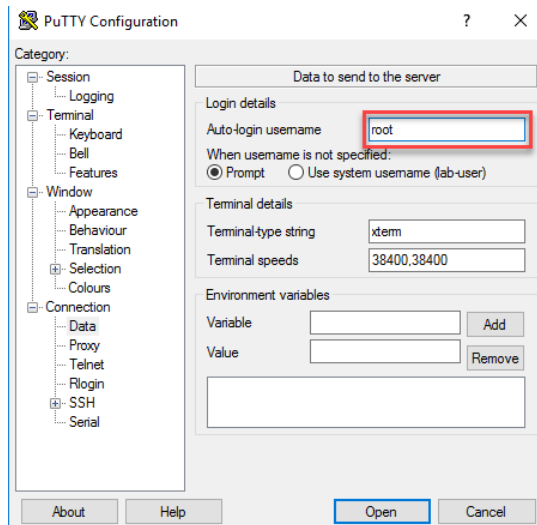 PuTTY Configuration
?
Category:
Session
Logging
Terminal
Keyboard
Bell
Features
Window
Appearance
Behaviour
Translation
Selection
Colours
Connection
Data
Proxy
Telnet
Rlogin
SSH
Serial
Data to send to the server
Login details
Auto-login username root
When username is not specified:
Prompt Use system username (lab-user)
Terminal details
Terminal-type string xterm
Terminal speeds 38400,38400
Environment variables
Variable Add
Value Remove
About Help Open Cancel